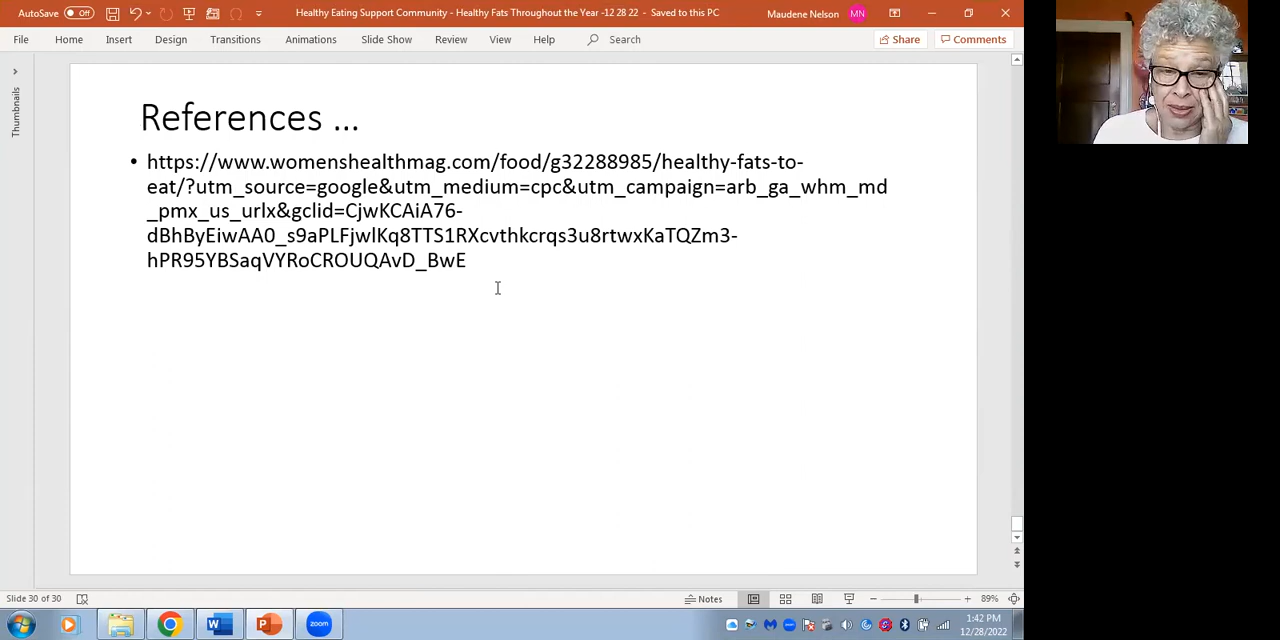 AutoSave Off
Healthy Eating Support Community - Healthy Fats Throughout the Year -12 28 22 - Saved to this PC
Maudene Nelson MN
File Home Insert Design Transitions Animations Slide Show Review View Help Search Share Comments
Thumbnails
References ...
• https://www.womenshealthmag.com/food/g32288985/healthy-fats-to-
eat/?utm_source=google&utm_medium=cpc&utm_campaign=arb_ga_whm_md
_pmx_us_urlx&gclid=CjwKCAiA76-
dBhByEiwAA0_s9aPLFjwlKq8TTS1RXcvthkcrqs3u8rtwxKaTQZm3-
hPR95YBSaqVYRoCROUQAvD_BwE
Slide 30 of 30 Notes 89%
zoom
1:42 PM
12/28/2022